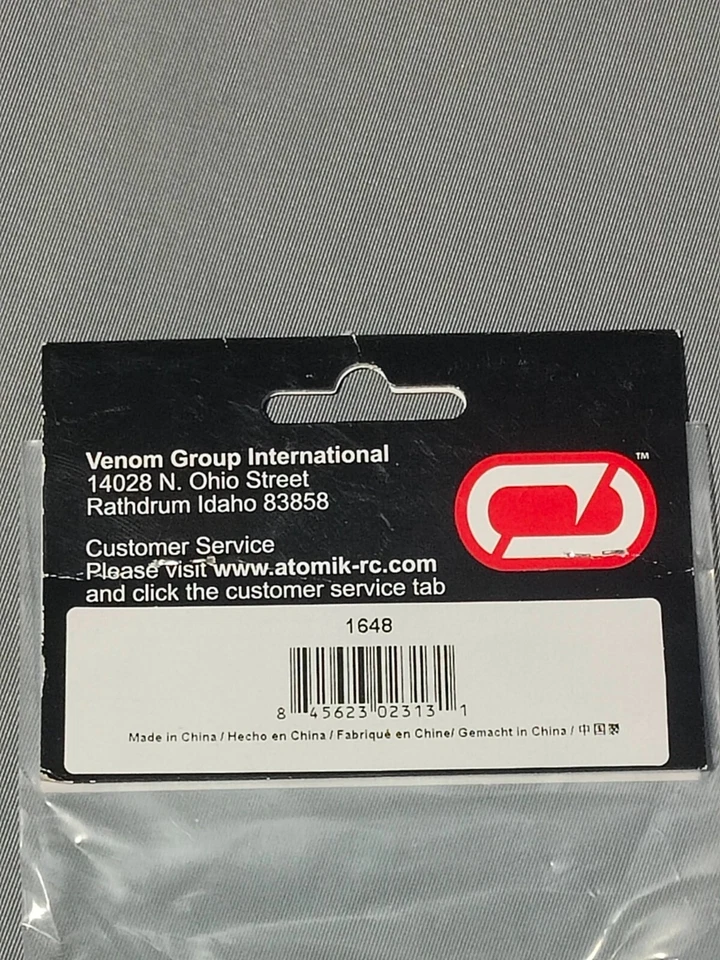 Venom Group International
14028 N. Ohio Street
Rathdrum Idaho 83858
TM
Customer Service
Please visit www.atomik-rc.com
and click the customer service tab
1648
8 45623 02313 1
Made in China / Hecho en China / Fabriqué en Chine/ Gemacht in China / 中国